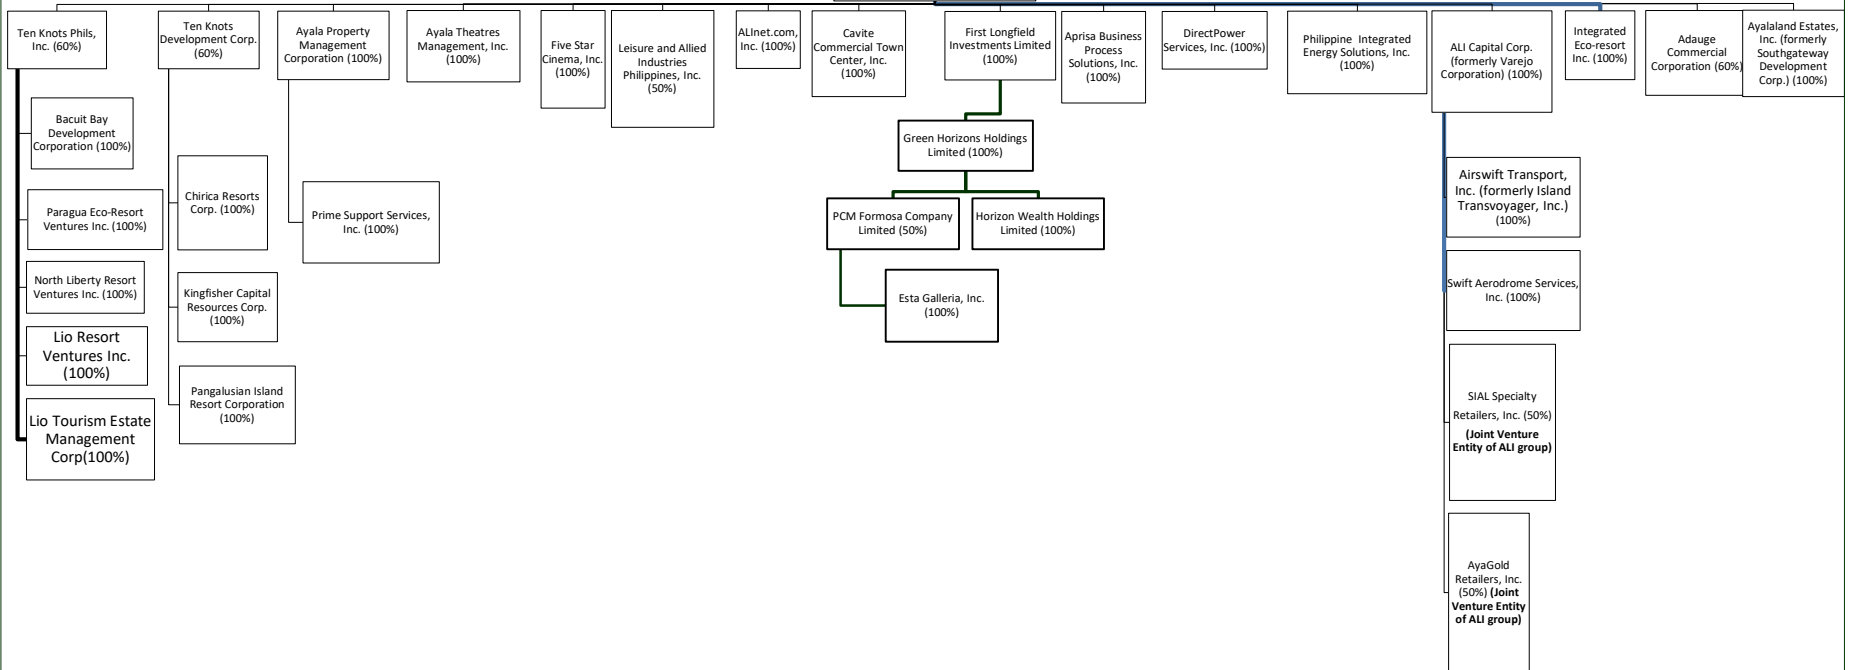 Ten Knots Phils,
Inc. (60%)
Bacuit Bay
Development
Corporation (100%)
Paragua Eco-Resort
Ventures Inc. (100%)
North Liberty Resort
Ventures Inc. (100%)
Lio Resort
Ventures Inc.
(100%)
Lio Tourism Estate
Management
Corp(100%)
Ten Knots
Development Corp.
(60%)
Chirica Resorts
Corp. (100%)
Kingfisher Capital
Resources Corp.
(100%)
Pangalusian Island
Resort Corporation
(100%)
Ayala Property
Management
Corporation (100%)
Prime Support Services,
Inc. (100%)
Ayala Theatres
Management, Inc.
(100%)
Five Star
Cinema, Inc.
(100%)
Leisure and Allied
Industries
Philippines, Inc.
(50%)
ALInet.com,
Inc. (100%)
Cavite
Commercial Town
Center, Inc.
(100%)
First Longfield
Investments Limited
(100%)
Green Horizons Holdings
Limited (100%)
PCM Formosa Company
Limited (50%)
Horizon Wealth Holdings
Limited (100%)
Esta Galleria, Inc.
(100%)
Aprisa Business
Process
Solutions, Inc.
(100%)
DirectPower
Services, Inc. (100%)
Philippine Integrated
Energy Solutions, Inc.
(100%)
ALI Capital Corp.
(formerly Varejo
Corporation) (100%)
Airswift Transport,
Inc. (formerly Island
Transvoyager, Inc.)
(100%)
Swift Aerodrome Services,
Inc. (100%)
SIAL Specialty
Retailers, Inc. (50%)
(Joint Venture
Entity of ALI group)
AyaGold
Retailers, Inc.
(50%) (Joint
Venture Entity
of ALI group)
Integrated
Eco-resort
Inc. (100%)
Adauge
Commercial
Corporation (60%)
Ayalaland Estates,
Inc. (formerly
Southgateway
Development
Corp.) (100%)